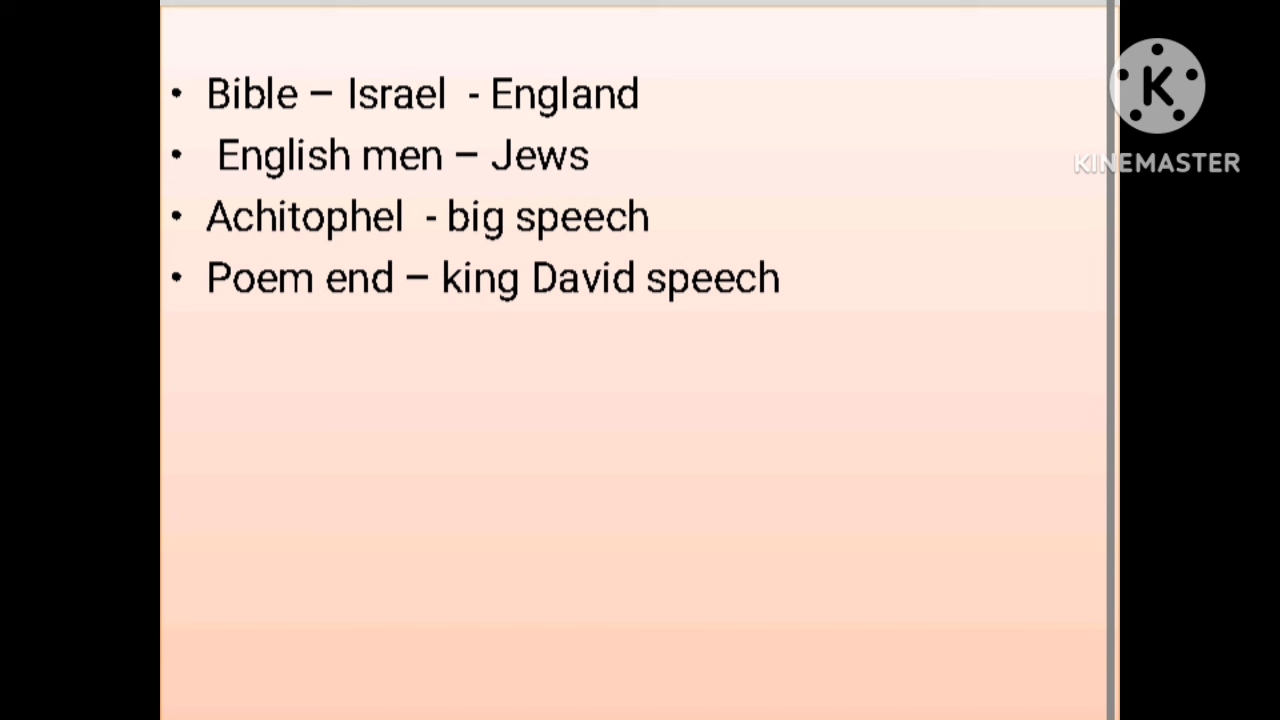 • Bible – Israel - England
• English men – Jews
• Achitophel - big speech
• Poem end – king David speech
K
KINEMASTER